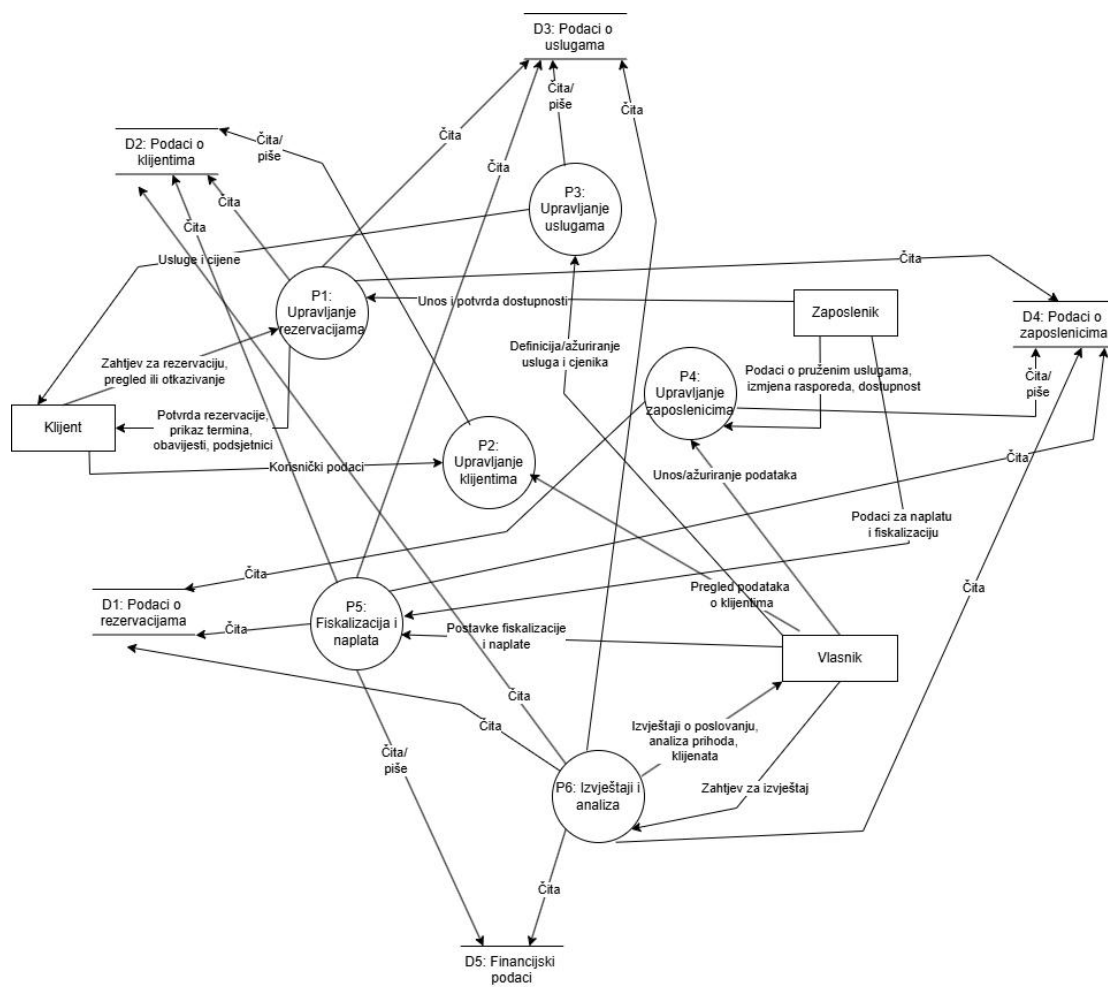 D3: Podaci o
uslugama
Čita/
piše
Čita
D2: Podaci o
klijentima
Čita/
piše
Čita
Čita
Čita
Čita
P3:
Upravljanje
uslugama
Usluge i cijene
Čita
P1:
Upravljanje
rezervacijama
Unos i potvrda dostupnosti
Zaposlenik
D4: Podaci o
zaposlenicima
Zahtjev za rezervaciju,
pregled ili otkazivanje
Definicija/ažuriranje
usluga i cjenika
P4:
Upravljanje
zaposlenicima
Podaci o pruženim uslugama,
izmjena rasporeda, dostupnost
Čita/
piše
Klijent
Potvrda rezervacije,
prikaz termina,
obavijesti, podsjetnici
P2:
Upravljanje
klijentima
Korisnički podaci
Čita
Unos/ažuriranje podataka
Podaci za naplatu
i fiskalizaciju
Čita
Čita
D1: Podaci o
rezervacijama
P5:
Fiskalizacija i
naplata
Pregled podataka
o klijentima
Čita
Postavke fiskalizacije
i naplate
Vlasnik
Čita
Čita
Izvještaji o poslovanju,
analiza prihoda,
klijenata
Čita/
piše
P6: Izvještaji i
analiza
Zahtjev za izvještaj
Čita
D5: Financijski
podaci